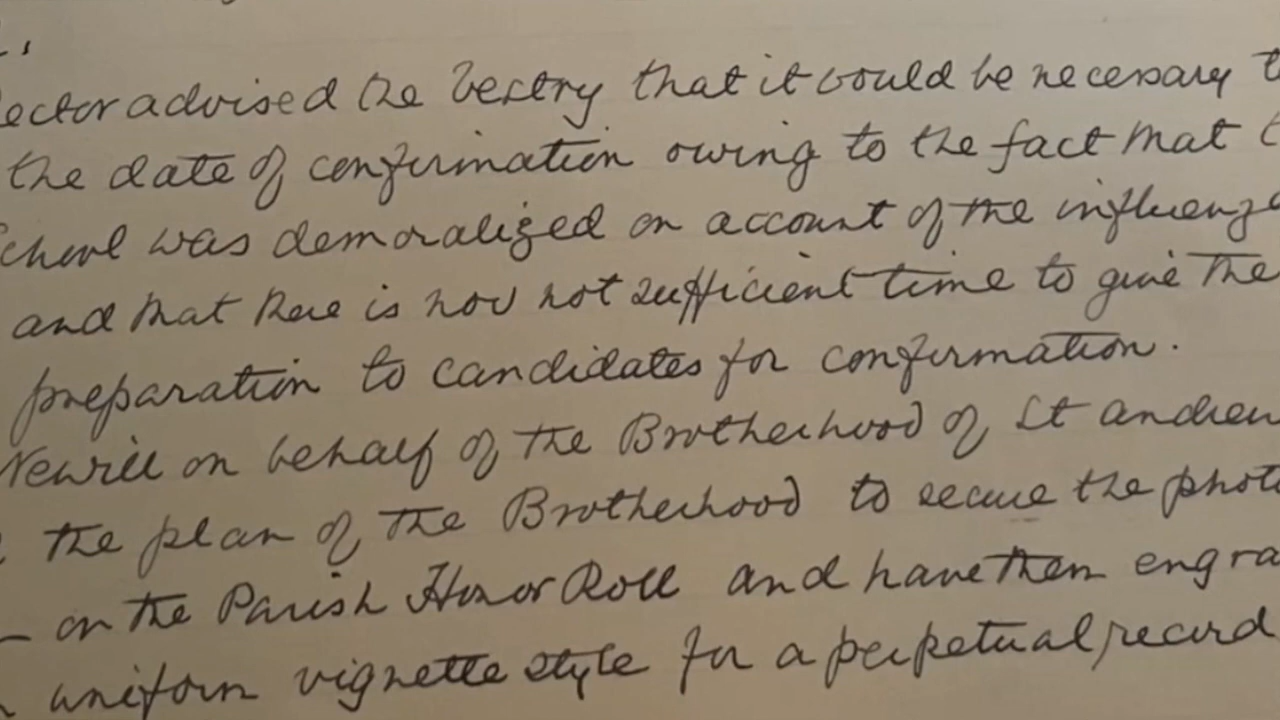 ector advised the Vestry that it would be necessary t
the date of confirmation owing to the fact that t
School was demoralized on account of the influenza
and that there is now not sufficient time to give the
preparation to candidates for confirmation.
Newill on behalf of the Brotherhood of St Andrew
the plan of the Brotherhood to secure the photo
on the Parish Honor Roll and have them engra
uniform vignette style for a perpetual record